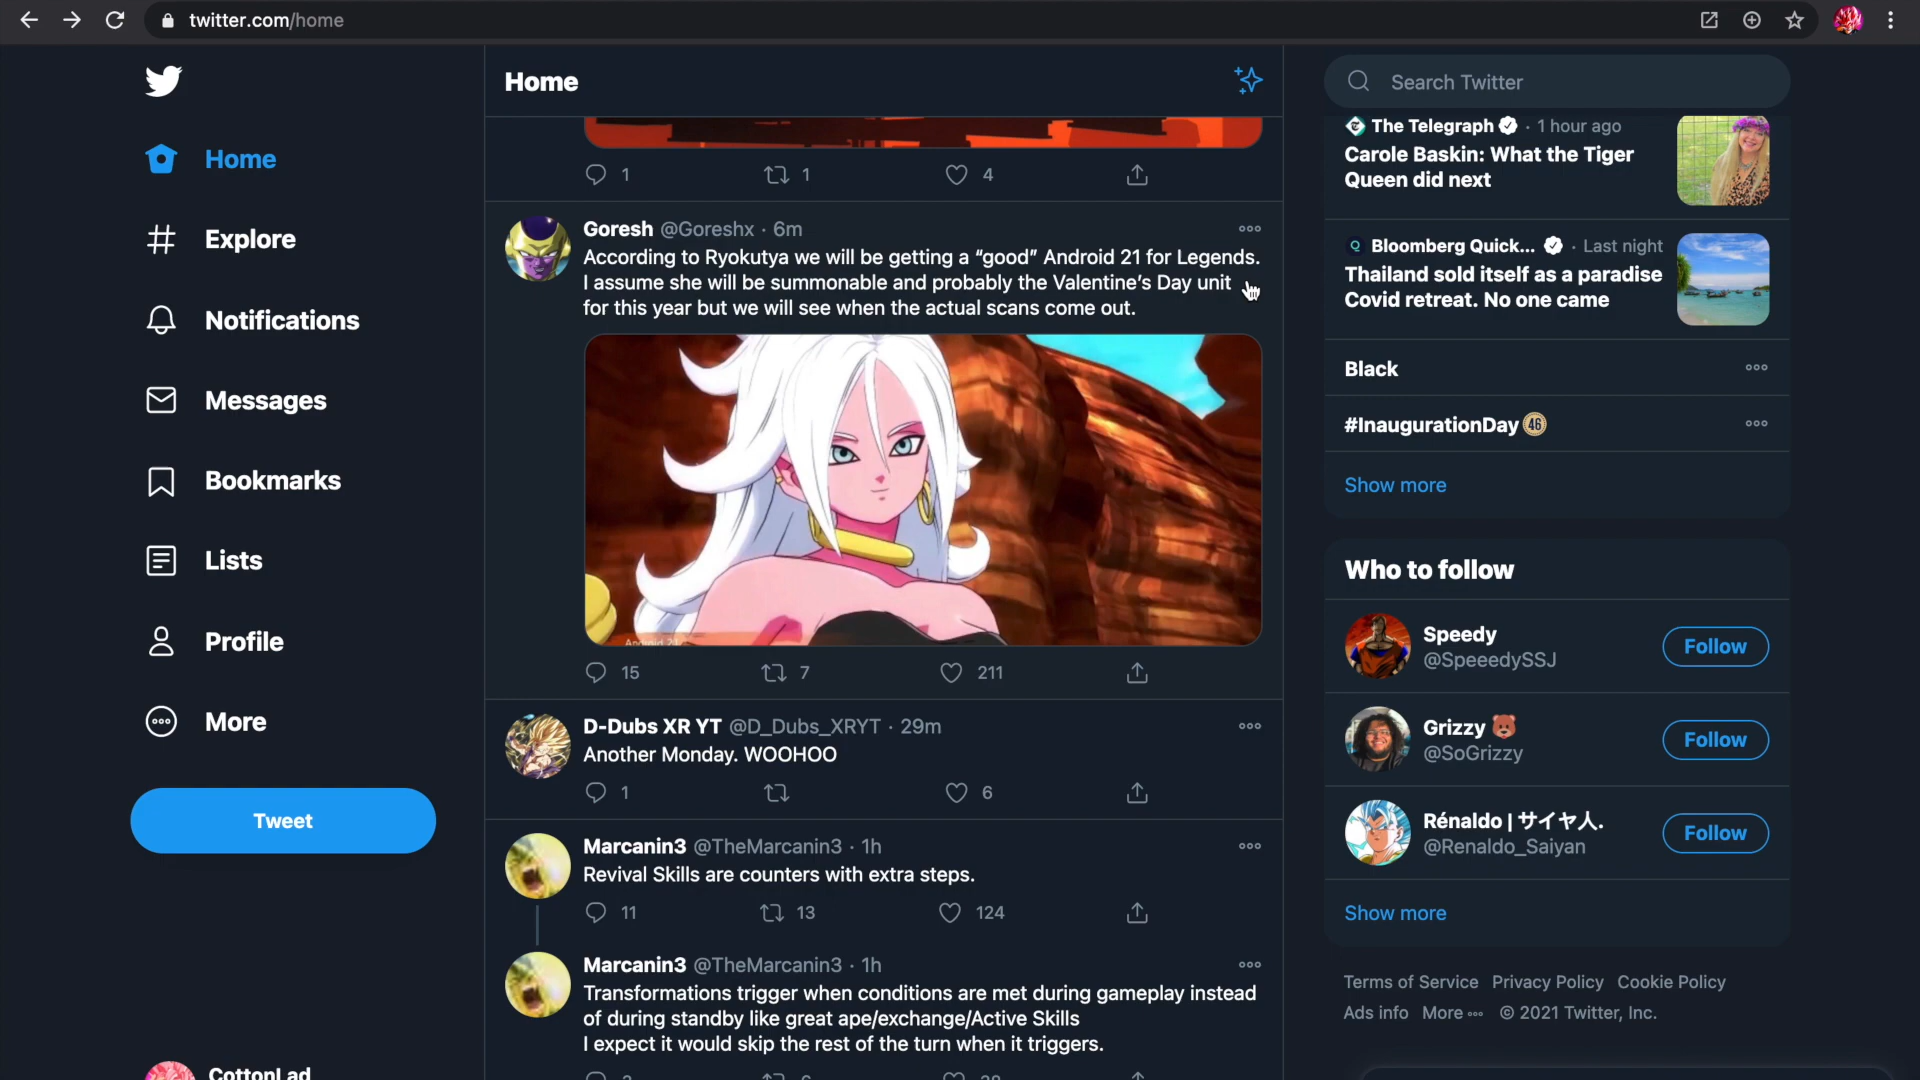 twitter.com/home
Home
Search Twitter
Home
Explore
Notifications
Messages
Bookmarks
Lists
Profile
More
Tweet
CottonLad
1 1 4
Goresh @Goreshx · 6m
According to Ryokutya we will be getting a “good” Android 21 for Legends.
I assume she will be summonable and probably the Valentine’s Day unit
for this year but we will see when the actual scans come out.
Android 21
15 7 211
D-Dubs XR YT @D_Dubs_XRYT · 29m
Another Monday. WOOHOO
1 6
Marcanin3 @TheMarcanin3 · 1h
Revival Skills are counters with extra steps.
11 13 124
Marcanin3 @TheMarcanin3 · 1h
Transformations trigger when conditions are met during gameplay instead
of during standby like great ape/exchange/Active Skills
I expect it would skip the rest of the turn when it triggers.
The Telegraph · 1 hour ago
Carole Baskin: What the Tiger
Queen did next
Bloomberg Quick... · Last night
Thailand sold itself as a paradise
Covid retreat. No one came
Black
#InaugurationDay 46
Show more
Who to follow
Speedy
@SpeeedySSJ
Follow
Grizzy
@SoGrizzy
Follow
Rénaldo | サイヤ人.
@Renaldo_Saiyan
Follow
Show more
Terms of Service Privacy Policy Cookie Policy
Ads info More © 2021 Twitter, Inc.